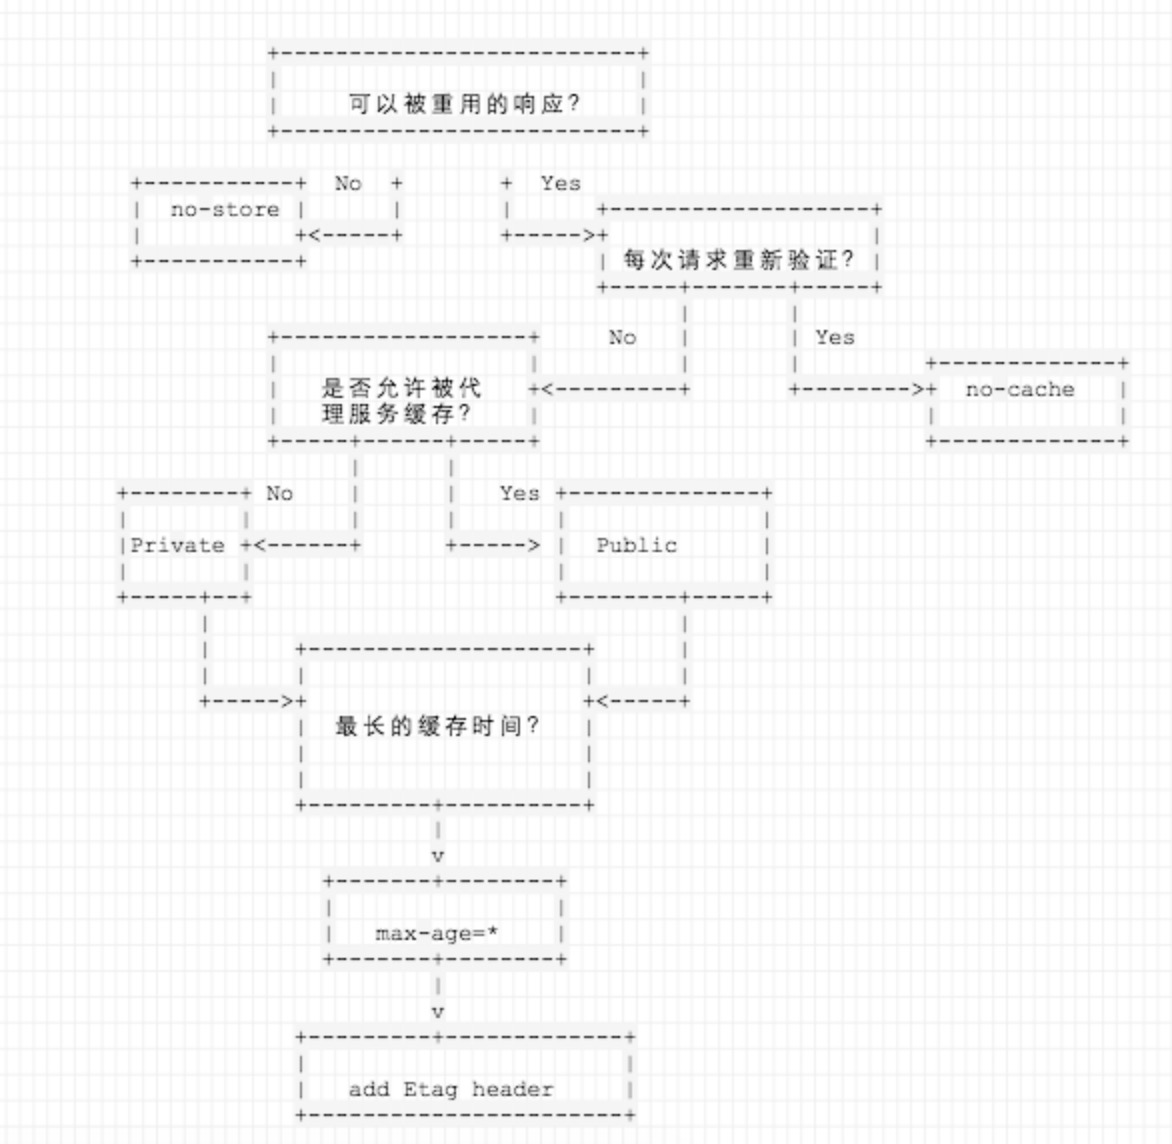 可以被重用的响应?
No
Yes
no-store
每次请求重新验证?
No
Yes
是否允许被代
理服务缓存?
no-cache
No
Yes
Private
Public
最长的缓存时间?
max-age=*
add Etag header